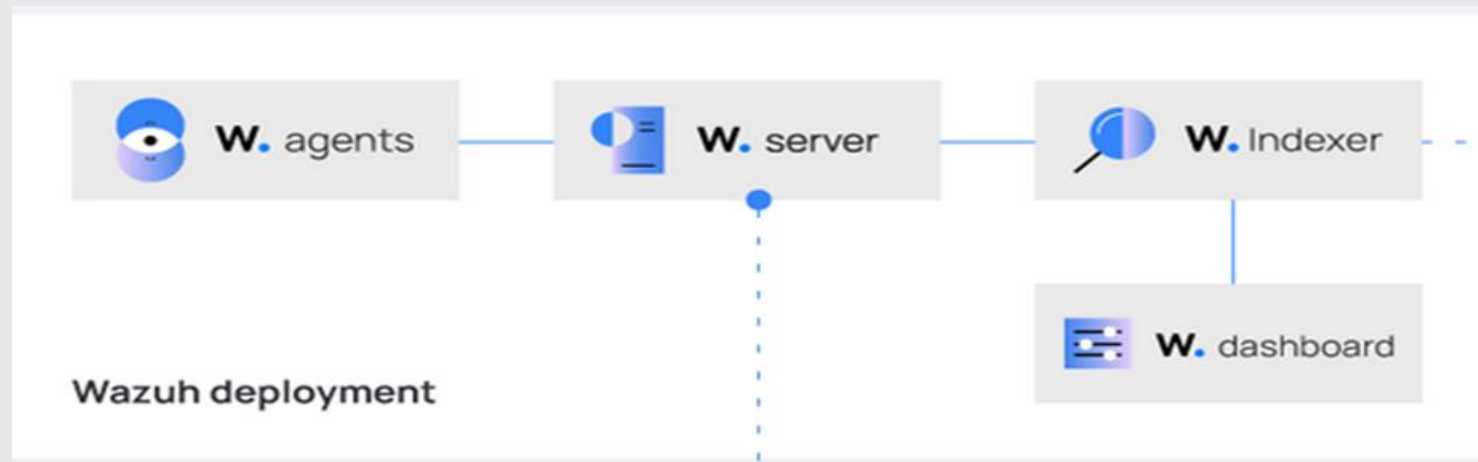 W. agents
W. server
W. Indexer
W. dashboard
Wazuh deployment